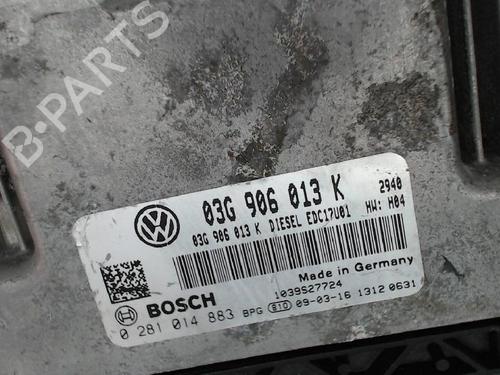 B-PARTS
03G 906 013 K
03G 906 013 K DIESEL EDC17U01
2940
HW: H04
Made in Germany
1039S27724
BOSCH
0 281 014 883 BPG 810 09-03-16 1312 0631